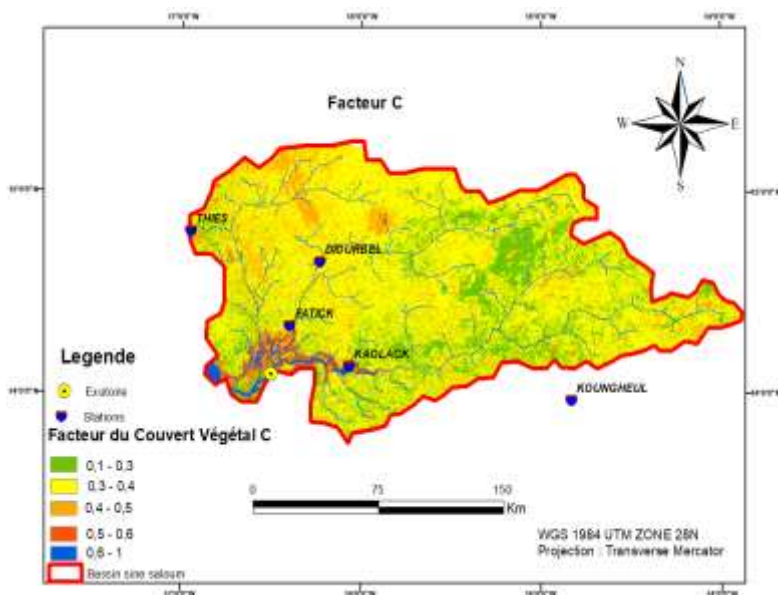 Facteur C
N
W
E
S
THIES
DIOURBEL
FATICK
KAOLACK
KOUNGHEUL
Legende
Exutoire
Stations
Facteur du Couvert Végétal C
0,1 - 0,3
0,3 - 0,4
0,4 - 0,5
0,5 - 0,6
0,6 - 1
Bassin sine saloum
0
75
150
Km
WGS 1984 UTM ZONE 28N
Projection : Transverse Mercator